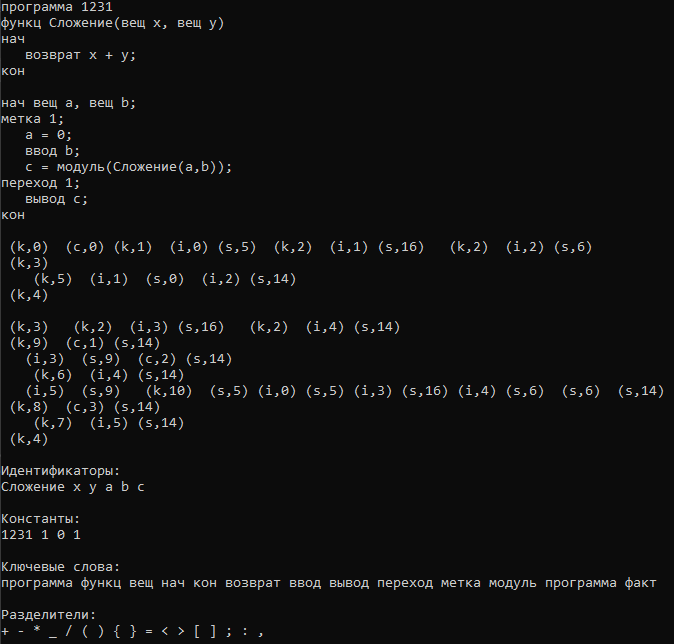 программа 1231
функц Сложение(вещ x, вещ y)
нач
возврат x + y;
кон
нач вещ a, вещ b;
метка 1;
a = 0;
ввод b;
c = модуль(Сложение(a,b));
переход 1;
вывод c;
кон
(k,0) (c,0) (k,1) (i,0) (s,5) (k,2) (i,1) (s,16) (k,2) (i,2) (s,6)
(k,3)
(k,5) (i,1) (s,0) (i,2) (s,14)
(k,4)
(k,3) (k,2) (i,3) (s,16) (k,2) (i,4) (s,14)
(k,9) (c,1) (s,14)
(i,3) (s,9) (c,2) (s,14)
(k,6) (i,4) (s,14)
(i,5) (s,9) (k,10) (s,5) (i,0) (s,5) (i,3) (s,16) (i,4) (s,6) (s,6) (s,14)
(k,8) (c,3) (s,14)
(k,7) (i,5) (s,14)
(k,4)
Идентификаторы:
Сложение x y a b c
Константы:
1231 1 0 1
Ключевые слова:
программа функц вещ нач кон возврат ввод вывод переход метка модуль программа факт
Разделители:
+ - * _ / ( ) { } = < > [ ] ; : ,